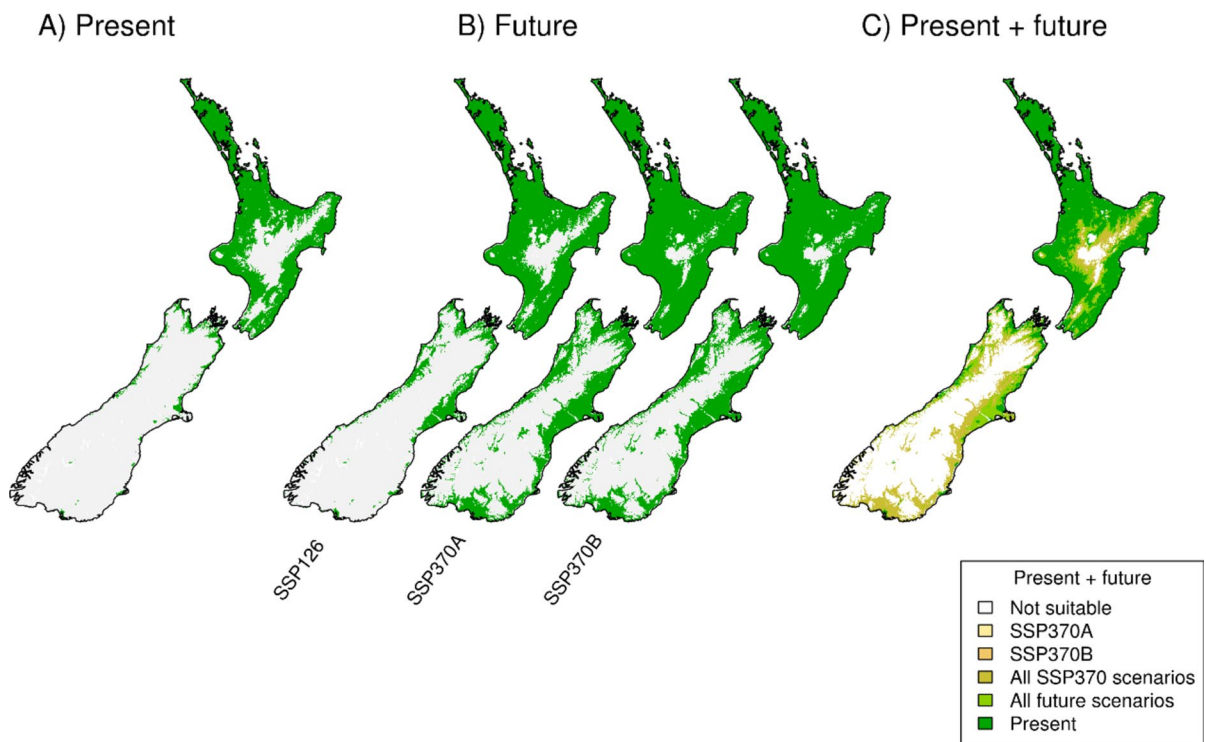 A) Present
B) Future
C) Present + future
SSP126
SSP370A
SSP370B
Present + future
Not suitable
SSP370A
SSP370B
All SSP370 scenarios
All future scenarios
Present